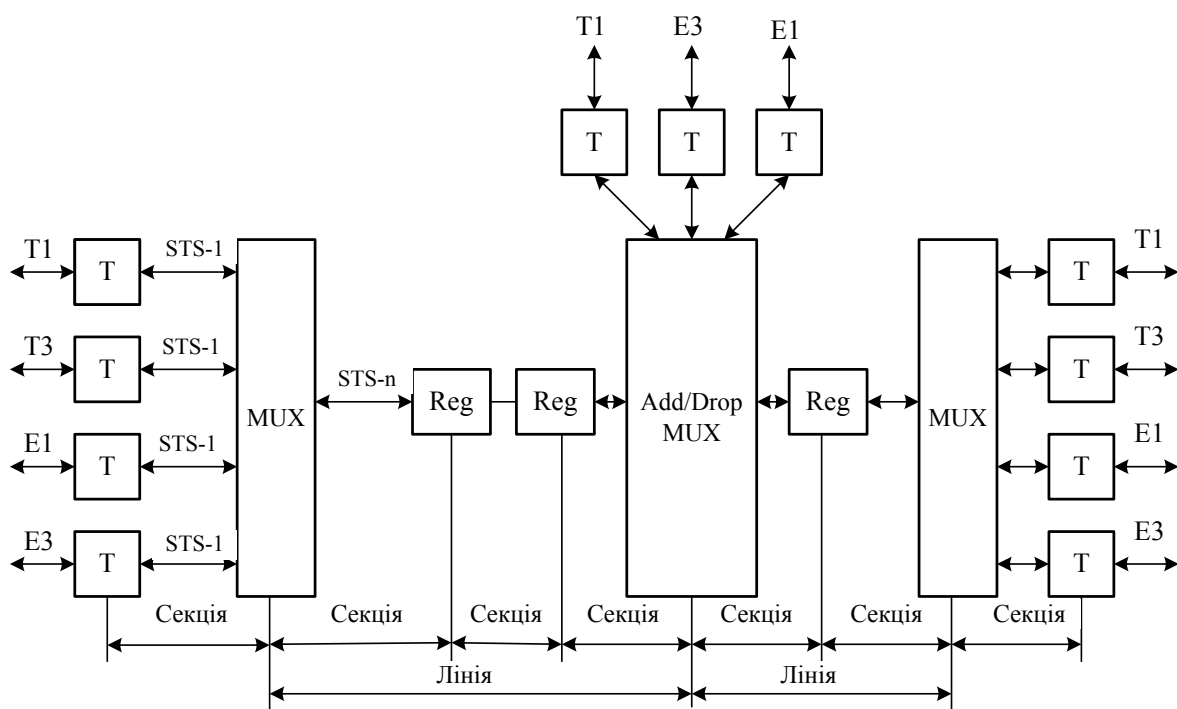 T1 E3 E1
T T T
T1 T STS-1 T T1
T3 T STS-1 T T3
STS-n Reg Reg Add/Drop Reg
MUX MUX MUX
E1 T STS-1 T E1
E3 T STS-1 T E3
Секція Секція Секція Секція Секція Секція Секція
Лінія Лінія